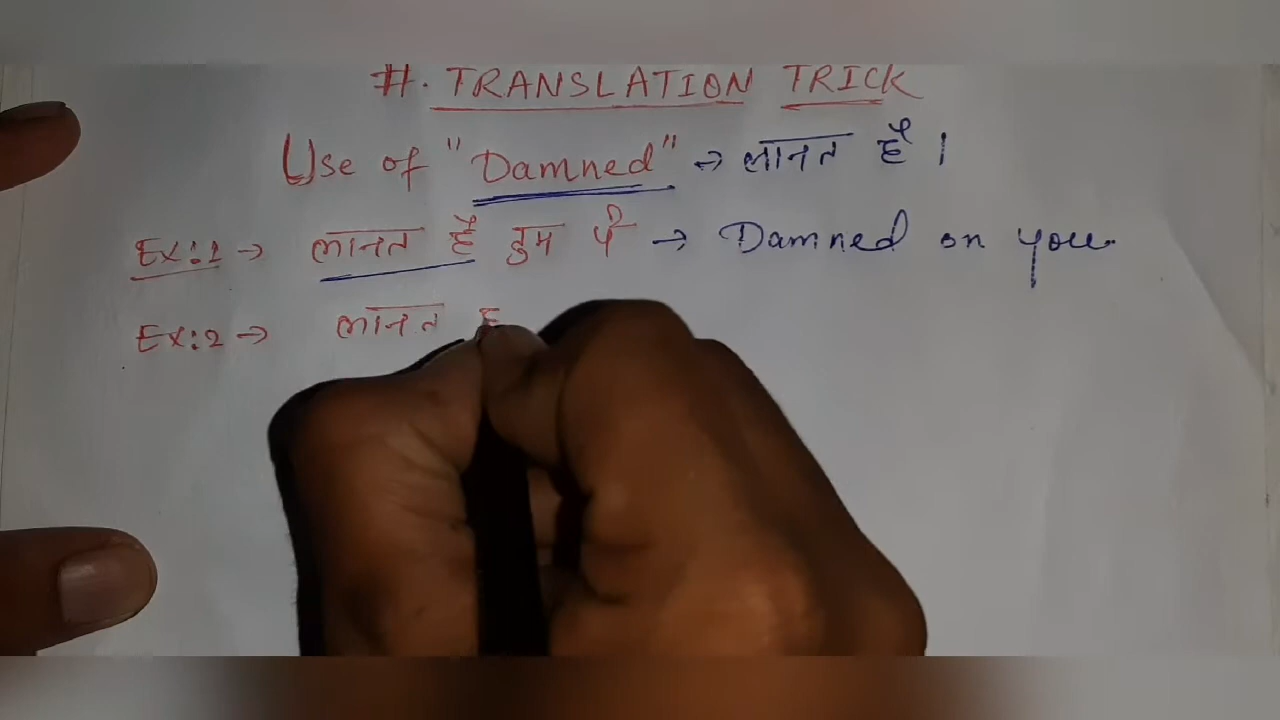 #. TRANSLATION TRICK
Use of "Damned" → लानत है ।
Ex:1 → लानत है तुम पे → Damned on you.
Ex:2 → लानत ह